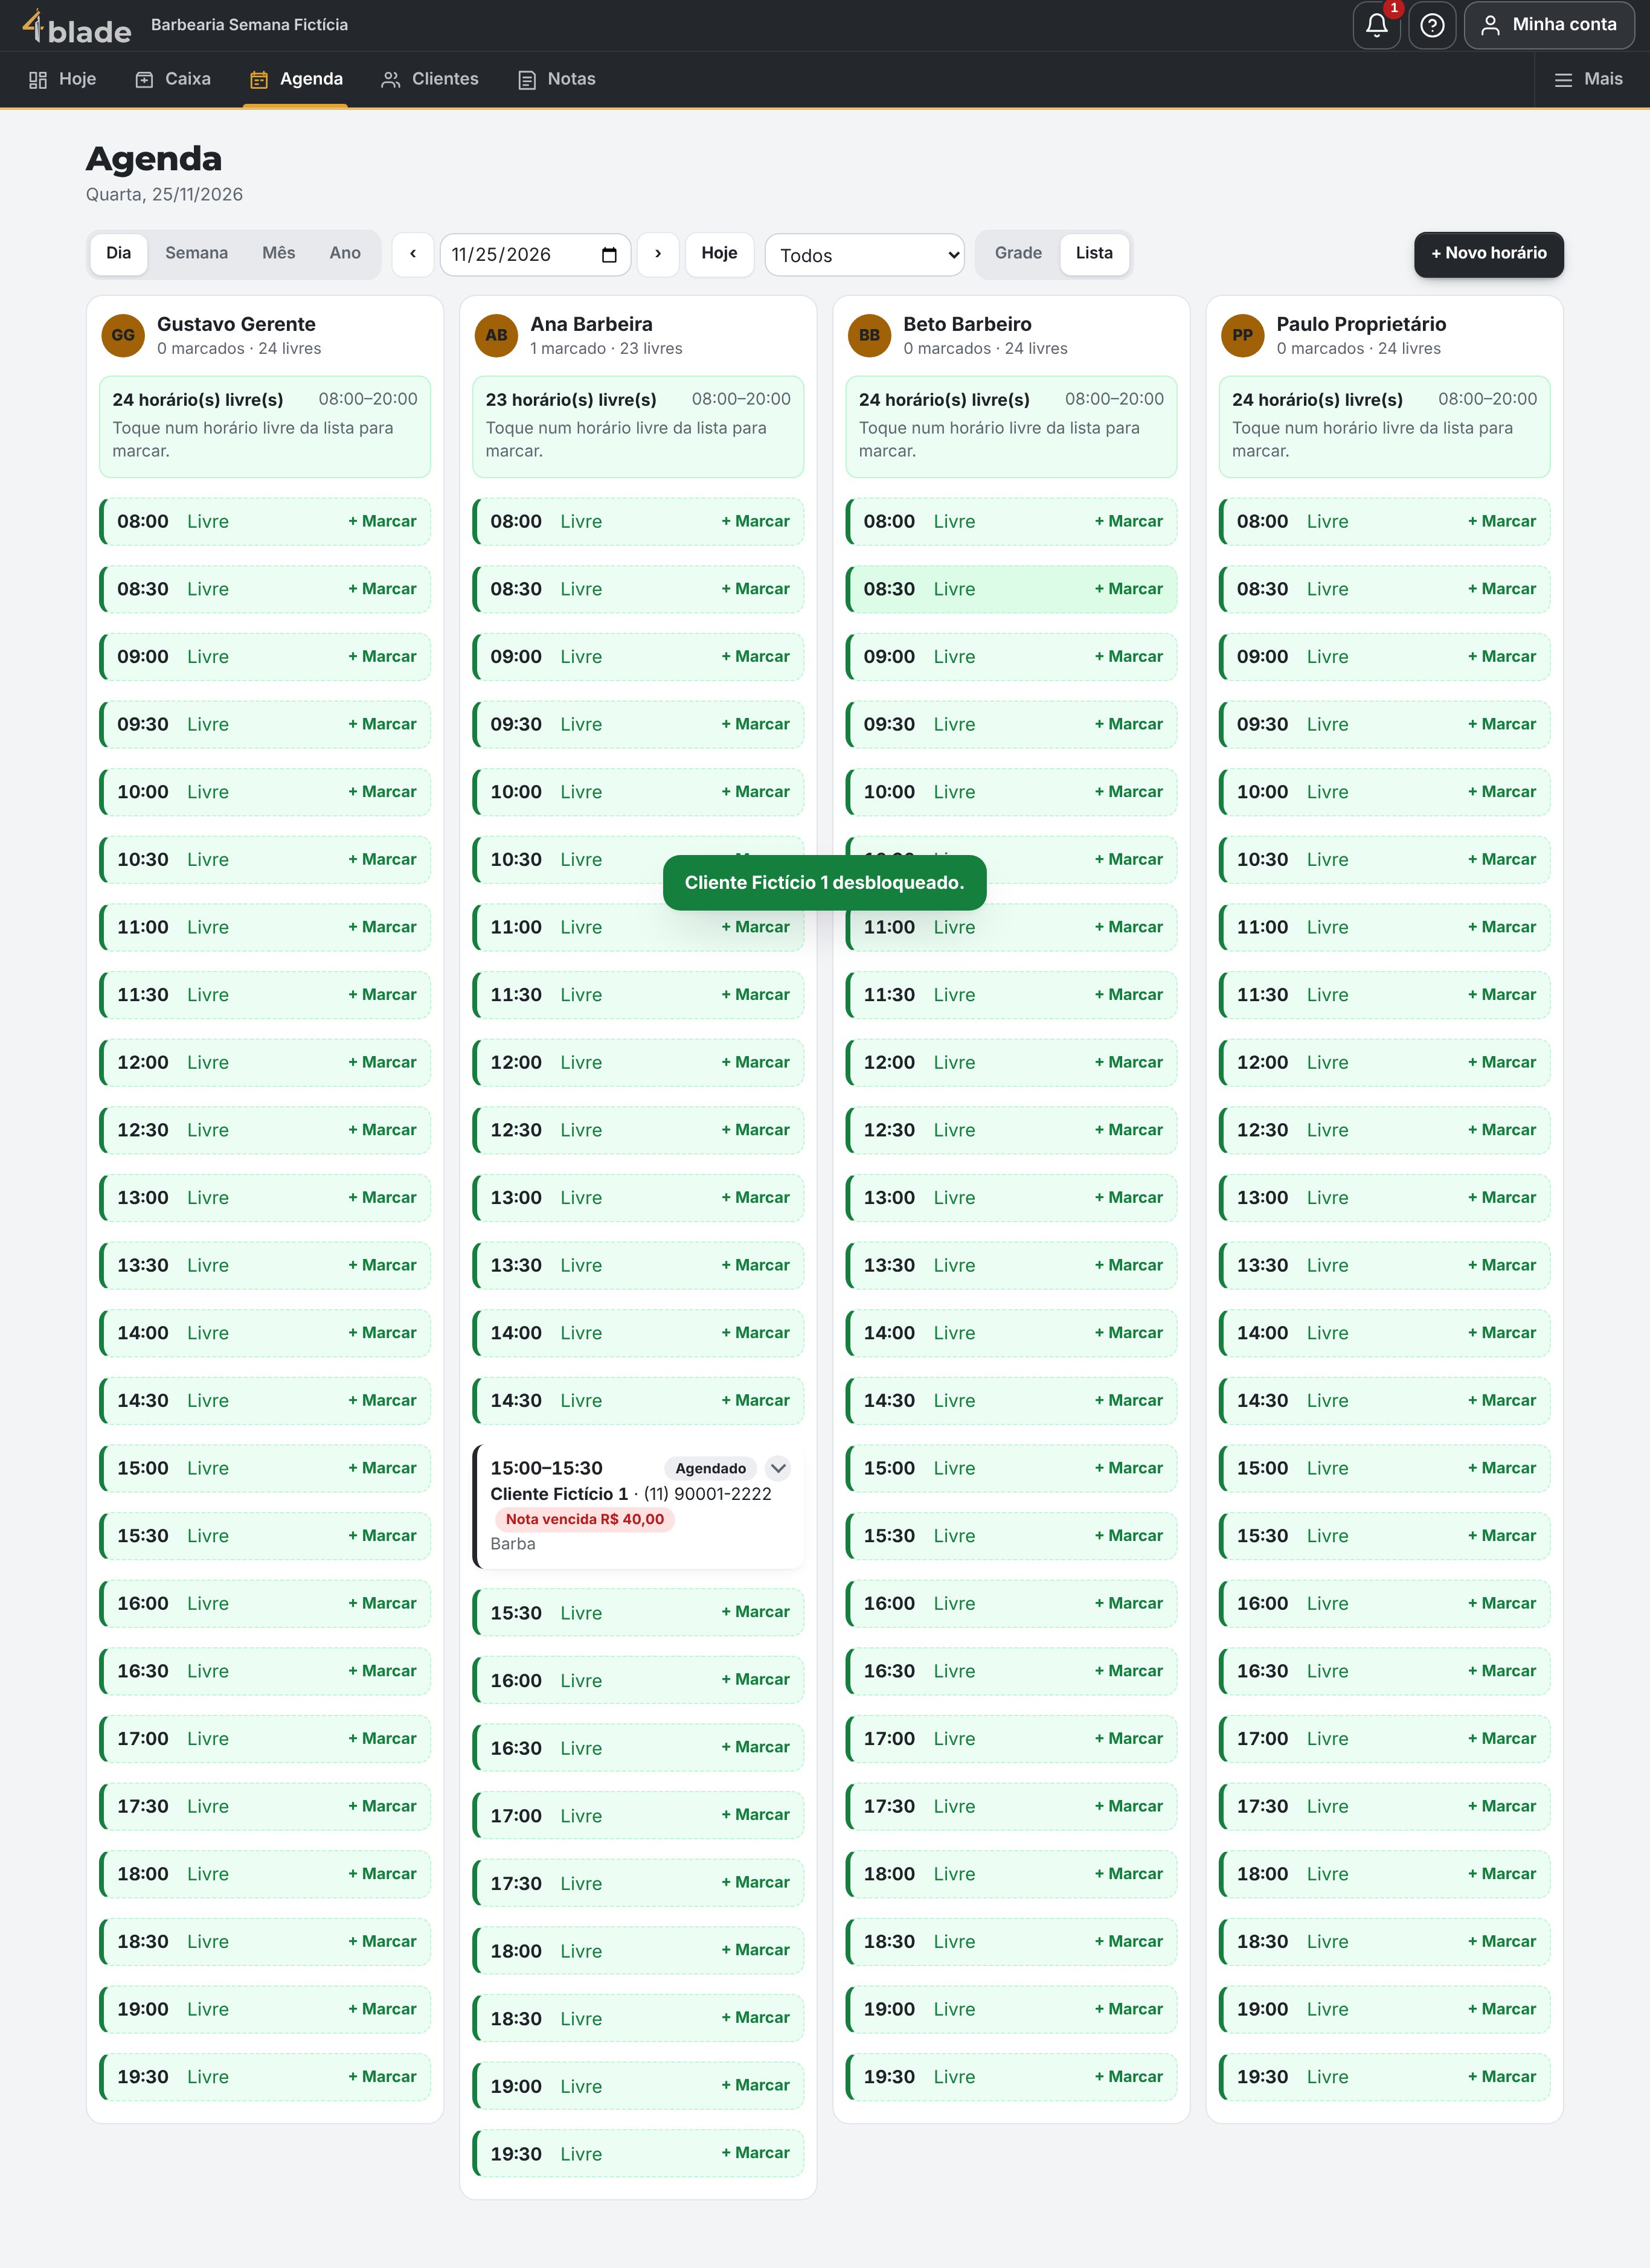 4blade Barbearia Semana Fictícia 1 Minha conta
Hoje Caixa Agenda Clientes Notas Mais
Agenda
Quarta, 25/11/2026
Dia Semana Mês Ano ‹ 11/25/2026 › Hoje Todos Grade Lista + Novo horário
GG Gustavo Gerente
0 marcados · 24 livres
24 horário(s) livre(s) 08:00–20:00
Toque num horário livre da lista para
marcar.
08:00 Livre + Marcar
08:30 Livre + Marcar
09:00 Livre + Marcar
09:30 Livre + Marcar
10:00 Livre + Marcar
10:30 Livre + Marcar
11:00 Livre + Marcar
11:30 Livre + Marcar
12:00 Livre + Marcar
12:30 Livre + Marcar
13:00 Livre + Marcar
13:30 Livre + Marcar
14:00 Livre + Marcar
14:30 Livre + Marcar
15:00 Livre + Marcar
15:30 Livre + Marcar
16:00 Livre + Marcar
16:30 Livre + Marcar
17:00 Livre + Marcar
17:30 Livre + Marcar
18:00 Livre + Marcar
18:30 Livre + Marcar
19:00 Livre + Marcar
19:30 Livre + Marcar
AB Ana Barbeira
1 marcado · 23 livres
23 horário(s) livre(s) 08:00–20:00
Toque num horário livre da lista para
marcar.
08:00 Livre + Marcar
08:30 Livre + Marcar
09:00 Livre + Marcar
09:30 Livre + Marcar
10:00 Livre + Marcar
10:30 Livre
Cliente Fictício 1 desbloqueado.
11:00 Livre + Marcar
11:30 Livre + Marcar
12:00 Livre + Marcar
12:30 Livre + Marcar
13:00 Livre + Marcar
13:30 Livre + Marcar
14:00 Livre + Marcar
14:30 Livre + Marcar
15:00–15:30 Agendado
Cliente Fictício 1 · (11) 90001-2222
Nota vencida R$ 40,00
Barba
15:30 Livre + Marcar
16:00 Livre + Marcar
16:30 Livre + Marcar
17:00 Livre + Marcar
17:30 Livre + Marcar
18:00 Livre + Marcar
18:30 Livre + Marcar
19:00 Livre + Marcar
19:30 Livre + Marcar
BB Beto Barbeiro
0 marcados · 24 livres
24 horário(s) livre(s) 08:00–20:00
Toque num horário livre da lista para
marcar.
08:00 Livre + Marcar
08:30 Livre + Marcar
09:00 Livre + Marcar
09:30 Livre + Marcar
10:00 Livre + Marcar
+ Marcar
11:00 Livre + Marcar
11:30 Livre + Marcar
12:00 Livre + Marcar
12:30 Livre + Marcar
13:00 Livre + Marcar
13:30 Livre + Marcar
14:00 Livre + Marcar
14:30 Livre + Marcar
15:00 Livre + Marcar
15:30 Livre + Marcar
16:00 Livre + Marcar
16:30 Livre + Marcar
17:00 Livre + Marcar
17:30 Livre + Marcar
18:00 Livre + Marcar
18:30 Livre + Marcar
19:00 Livre + Marcar
19:30 Livre + Marcar
PP Paulo Proprietário
0 marcados · 24 livres
24 horário(s) livre(s) 08:00–20:00
Toque num horário livre da lista para
marcar.
08:00 Livre + Marcar
08:30 Livre + Marcar
09:00 Livre + Marcar
09:30 Livre + Marcar
10:00 Livre + Marcar
10:30 Livre + Marcar
11:00 Livre + Marcar
11:30 Livre + Marcar
12:00 Livre + Marcar
12:30 Livre + Marcar
13:00 Livre + Marcar
13:30 Livre + Marcar
14:00 Livre + Marcar
14:30 Livre + Marcar
15:00 Livre + Marcar
15:30 Livre + Marcar
16:00 Livre + Marcar
16:30 Livre + Marcar
17:00 Livre + Marcar
17:30 Livre + Marcar
18:00 Livre + Marcar
18:30 Livre + Marcar
19:00 Livre + Marcar
19:30 Livre + Marcar